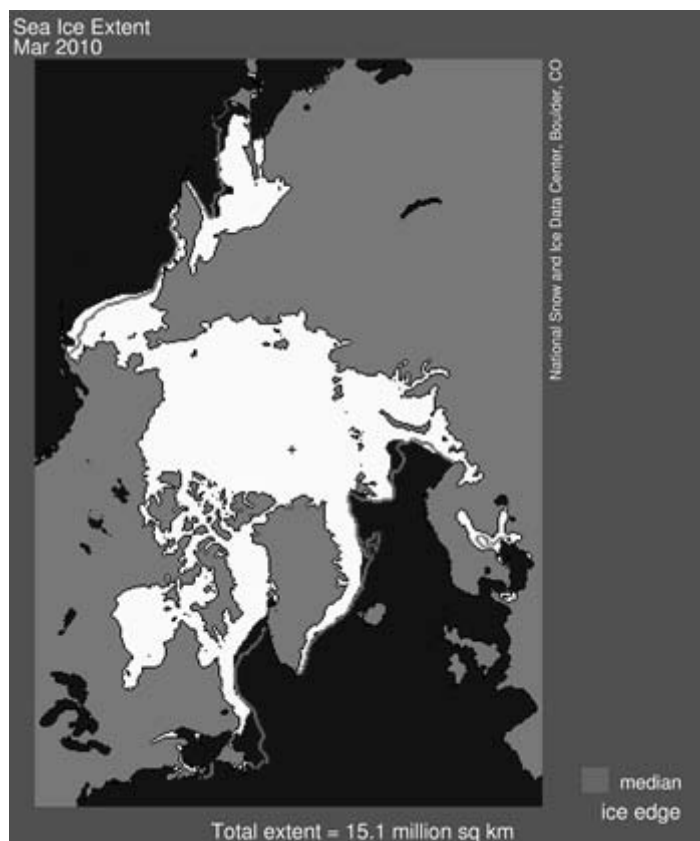 Sea Ice Extent
Mar 2010
National Snow and Ice Data Center, Boulder, CO
median
ice edge
Total extent = 15.1 million sq km